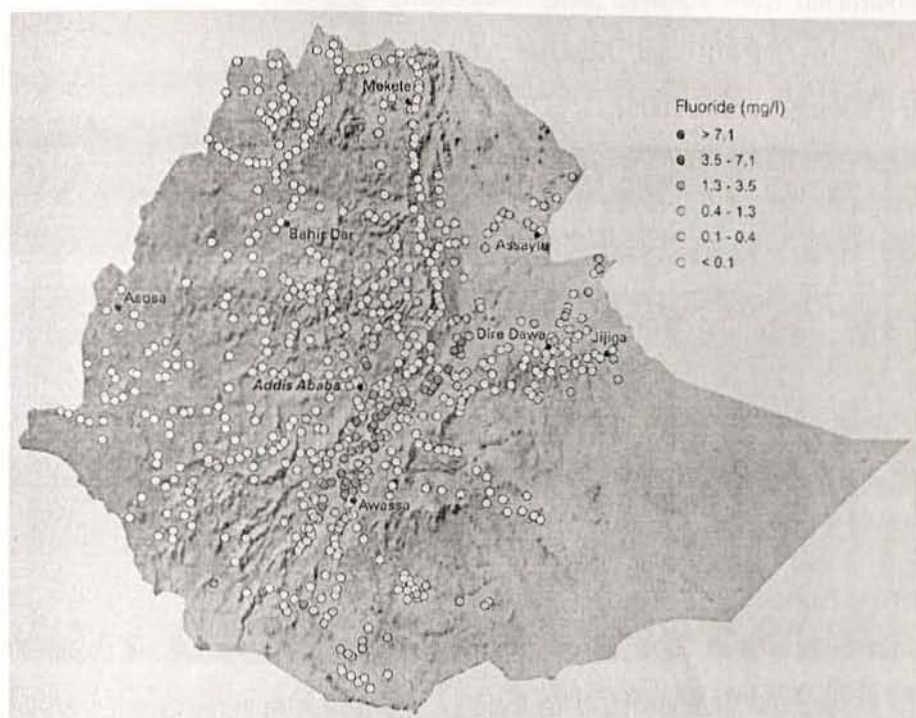 Mekele
Fluoride (mg/l)
> 7.1
3.5 - 7.1
1.3 - 3.5
0.4 - 1.3
0.1 - 0.4
< 0.1
Bahir Dar
Assayita
Asosa
Dire Dawa
Jijiga
Addis Ababa
Awassa